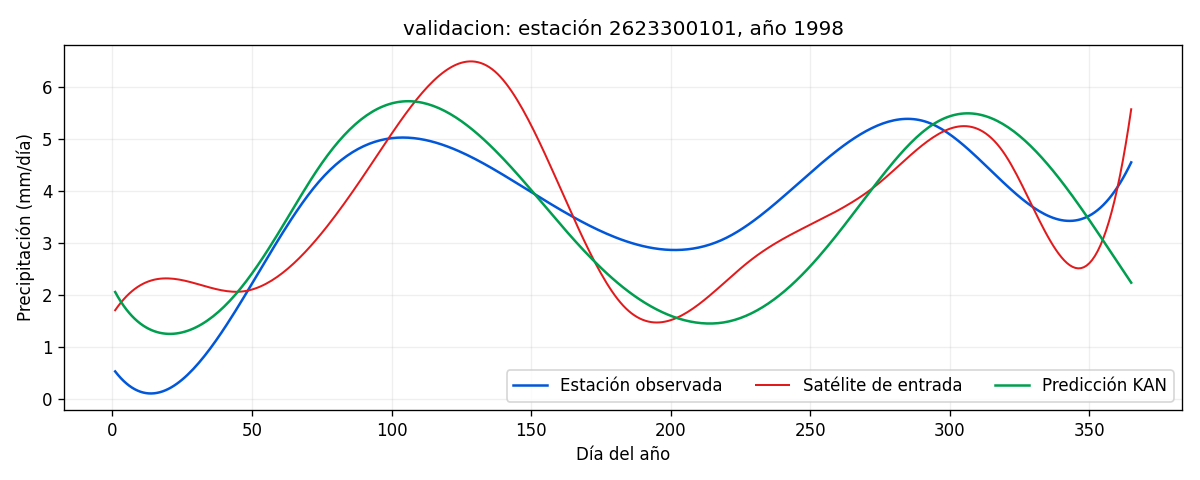 validacion: estación 2623300101, año 1998
Precipitación (mm/día)
6
5
4
3
2
1
0
Estación observada
Satélite de entrada
Predicción KAN
0 50 100 150 200 250 300 350
Día del año